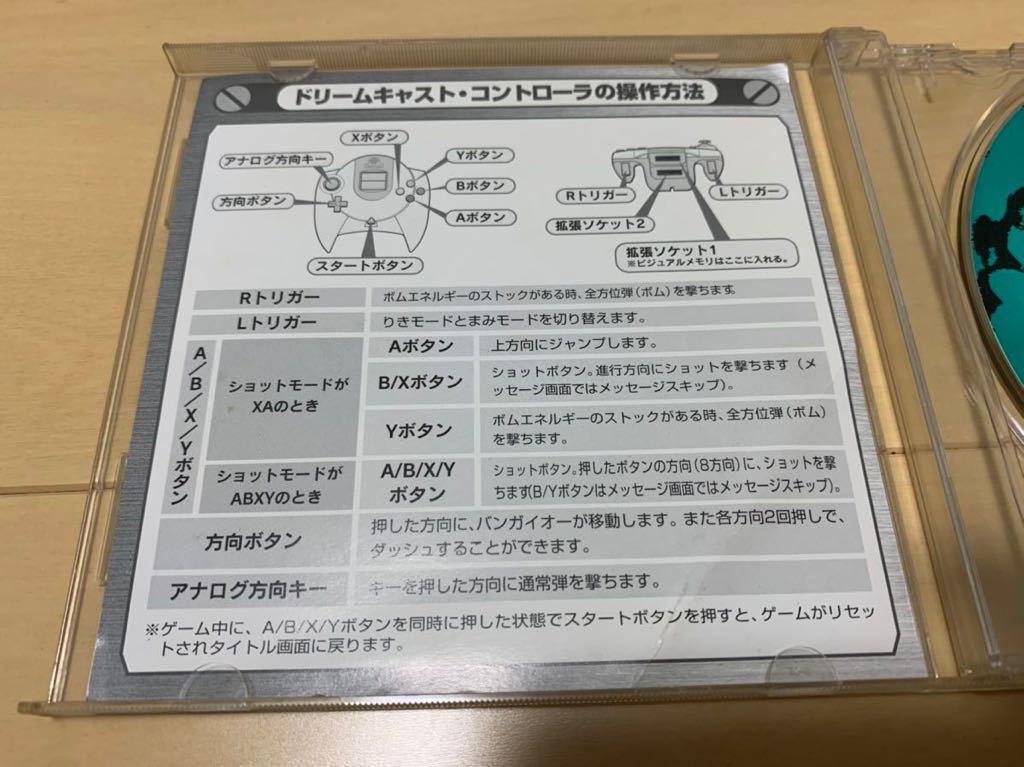 ドリームキャスト・コントローラの操作方法
Xボタン
アナログ方向キー
Yボタン
方向ボタン
Bボタン
Aボタン
スタートボタン
Rトリガー
Lトリガー
拡張ソケット2
拡張ソケット1
※ビジュアルメモリはここに入れる。
Rトリガー
ボムエネルギーのストックがある時、全方位弾(ボム)を撃ちます。
Lトリガー
りきモードとまみモードを切り替えます。
A/B/X/Yボタン
ショットモードが
XAのとき
Aボタン
上方向にジャンプします。
B/Xボタン
ショットボタン。進行方向にショットを撃ちます(メ
ッセージ画面ではメッセージスキップ)。
Yボタン
ボムエネルギーのストックがある時、全方位弾(ボム)
を撃ちます。
ショットモードが
ABXYのとき
A/B/X/Y
ボタン
ショットボタン。押したボタンの方向(8方向)に、ショットを撃
ちます(B/Yボタンはメッセージ画面ではメッセージスキップ)。
方向ボタン
押した方向に、バンガイオーが移動します。また各方向2回押しで、
ダッシュすることができます。
アナログ方向キー
キーを押した方向に通常弾を撃ちます。
※ゲーム中に、A/B/X/Yボタンを同時に押した状態でスタートボタンを押すと、ゲームがリセッ
トされタイトル画面に戻ります。